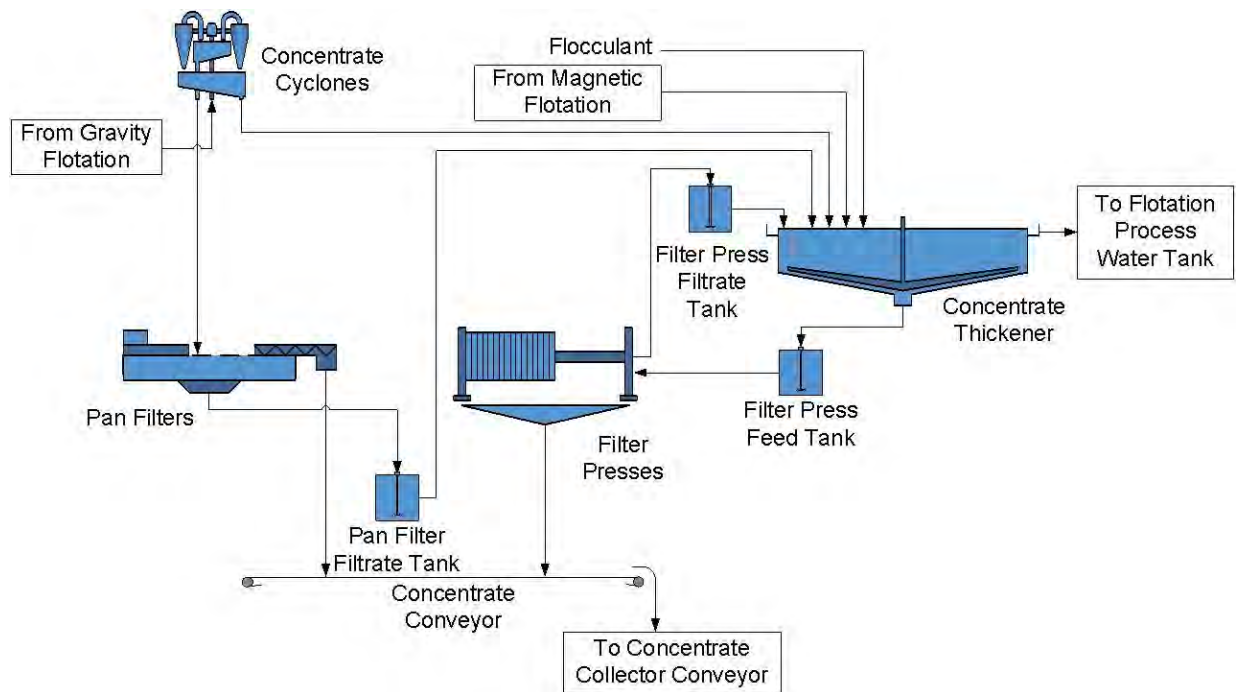 Concentrate
Cyclones
Flocculant
From Magnetic
Flotation
From Gravity
Flotation
To Flotation
Process
Water Tank
Filter Press
Filtrate
Tank
Concentrate
Thickener
Pan Filters
Filter
Presses
Filter Press
Feed Tank
Pan Filter
Filtrate Tank
Concentrate
Conveyor
To Concentrate
Collector Conveyor